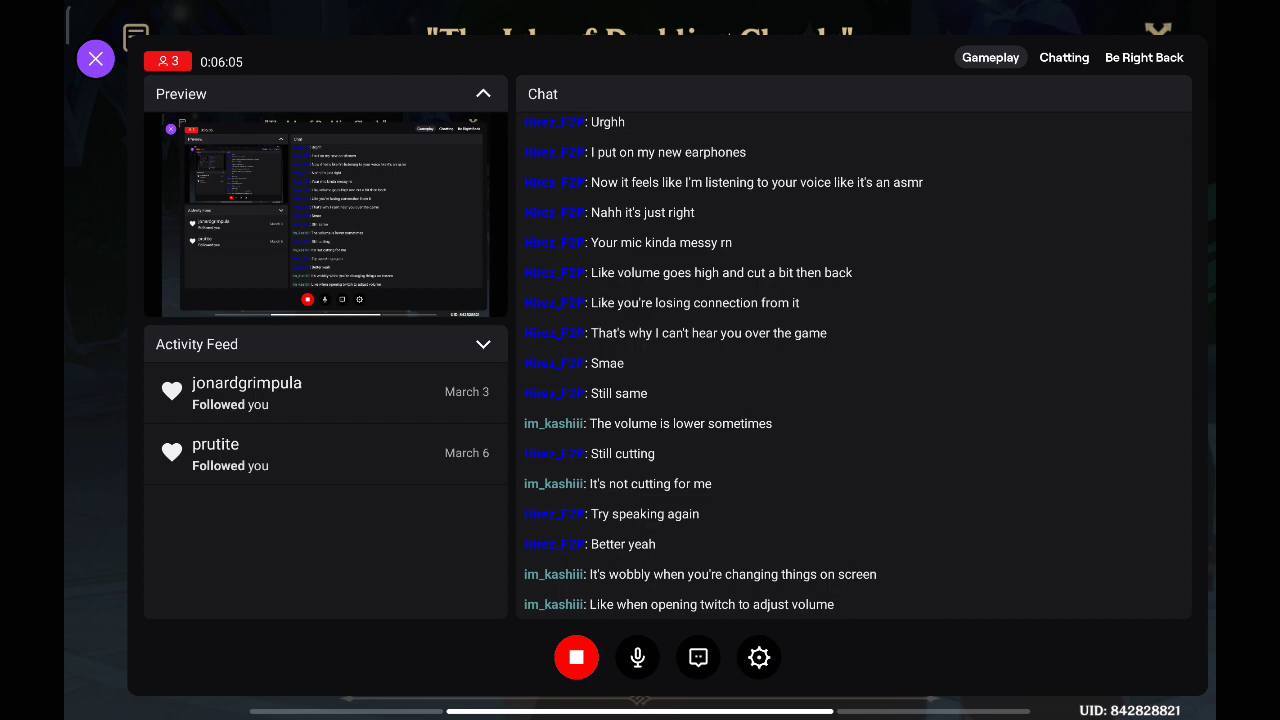 3
0:06:05
Gameplay
Chatting
Be Right Back
Preview
Chat
Hirez_F2P: Urghh
Hirez_F2P: I put on my new earphones
Hirez_F2P: Now it feels like I'm listening to your voice like it's an asmr
Hirez_F2P: Nahh it's just right
Hirez_F2P: Your mic kinda messy rn
Hirez_F2P: Like volume goes high and cut a bit then back
Hirez_F2P: Like you're losing connection from it
Hirez_F2P: That's why I can't hear you over the game
Hirez_F2P: Smae
Hirez_F2P: Still same
im_kashiii: The volume is lower sometimes
Hirez_F2P: Still cutting
im_kashiii: It's not cutting for me
Hirez_F2P: Try speaking again
Hirez_F2P: Better yeah
im_kashiii: It's wobbly when you're changing things on screen
im_kashiii: Like when opening twitch to adjust volume
Activity Feed
jonardgrimpula
Followed you
March 3
prutite
Followed you
March 6
UID: 842828821